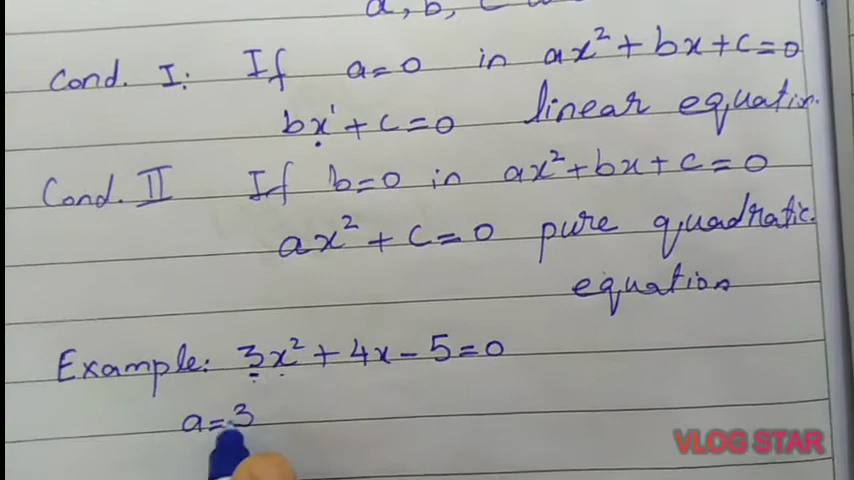 a, b, c
Cond. I: If a=0 in ax² + bx + c = 0
bx¹ + c = 0 linear equation.
Cond. II If b=0 in ax² + bx + c = 0
ax² + c = 0 pure quadratic.
equation
Example: 3x² + 4x - 5 = 0
a=3
VLOG STAR